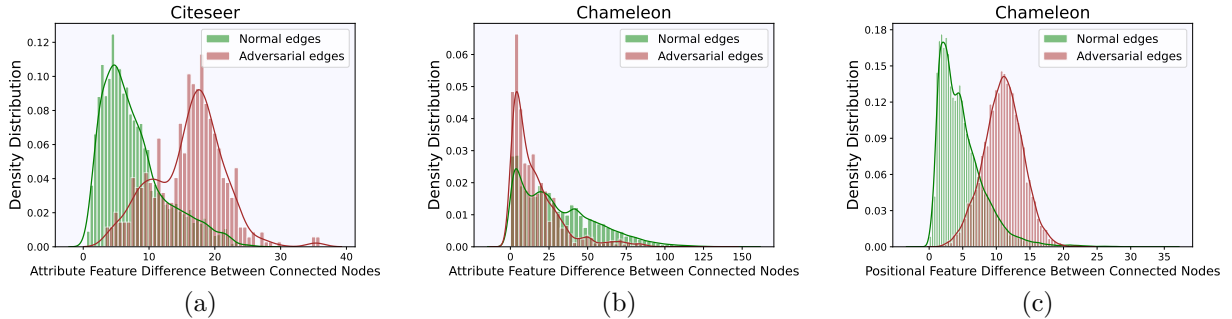 Citeseer
Normal edges
Adversarial edges
Density Distribution
0.12
0.10
0.08
0.06
0.04
0.02
0.00
0 10 20 30 40
Attribute Feature Difference Between Connected Nodes
(a)
Chameleon
Normal edges
Adversarial edges
Density Distribution
0.06
0.05
0.04
0.03
0.02
0.01
0.00
0 25 50 75 100 125 150
Attribute Feature Difference Between Connected Nodes
(b)
Chameleon
Normal edges
Adversarial edges
Density Distribution
0.18
0.15
0.12
0.09
0.06
0.03
0.00
0 5 10 15 20 25 30 35
Positional Feature Difference Between Connected Nodes
(c)